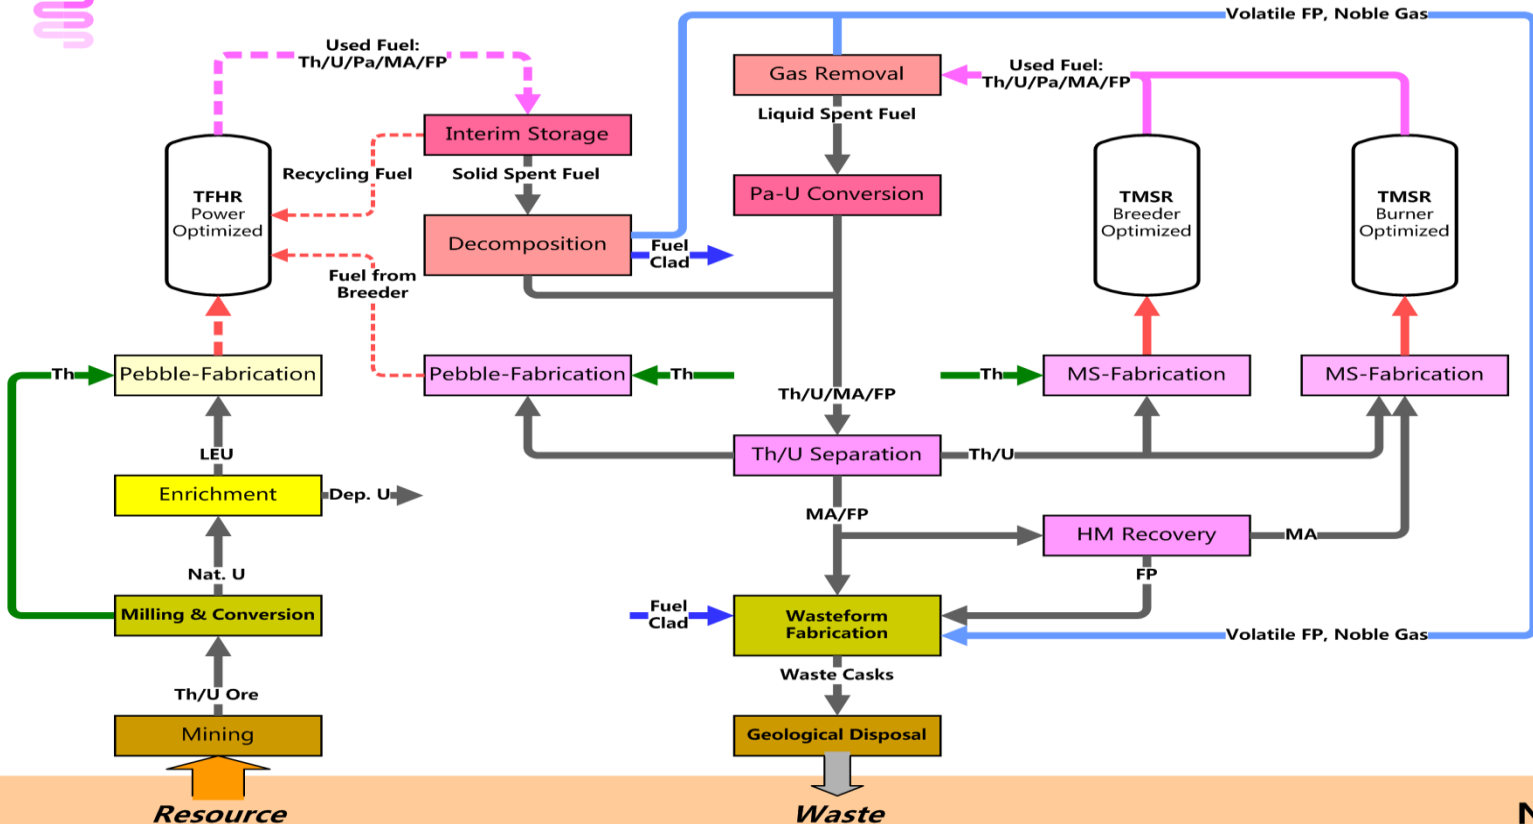 Volatile FP, Noble Gas
Used Fuel:
Th/U/Pa/MA/FP
Gas Removal
Used Fuel:
Th/U/Pa/MA/FP
Liquid Spent Fuel
Interim Storage
Recycling Fuel
Solid Spent Fuel
Pa-U Conversion
TFHR
Power
Optimized
TMSR
Breeder
Optimized
TMSR
Burner
Optimized
Decomposition
Fuel
Clad
Fuel from
Breeder
Th
Pebble-Fabrication
Pebble-Fabrication
Th
Th
MS-Fabrication
MS-Fabrication
Th/U/MA/FP
LEU
Th/U Separation
Th/U
Enrichment
Dep. U
MA/FP
HM Recovery
MA
Nat. U
FP
Milling & Conversion
Fuel
Clad
Wasteform
Fabrication
Volatile FP, Noble Gas
Waste Casks
Th/U Ore
Mining
Geological Disposal
Resource
Waste